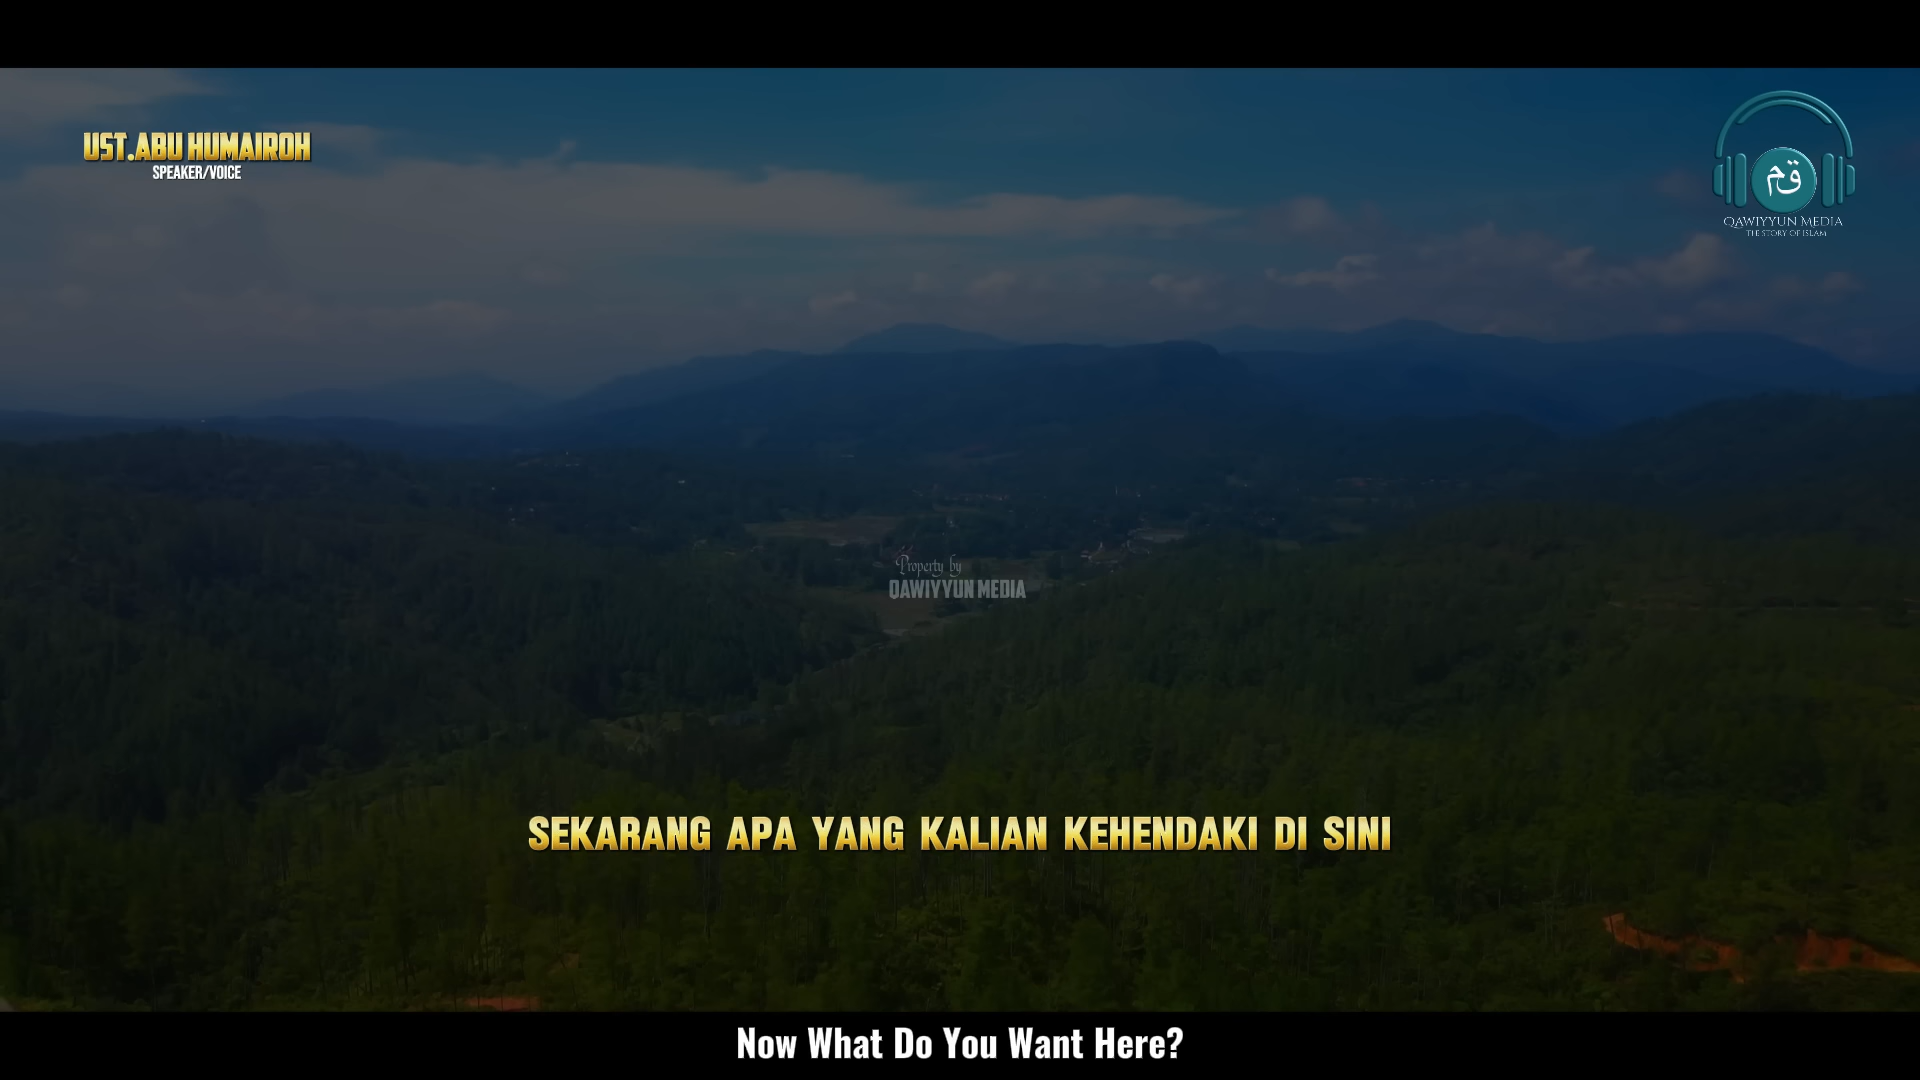 UST.ABU HUMAIROH
SPEAKER/VOICE
قم
QAWIYYUN MEDIA
THE STORY OF ISLAM
Property by
QAWIYYUN MEDIA
SEKARANG APA YANG KALIAN KEHENDAKI DI SINI
Now What Do You Want Here?